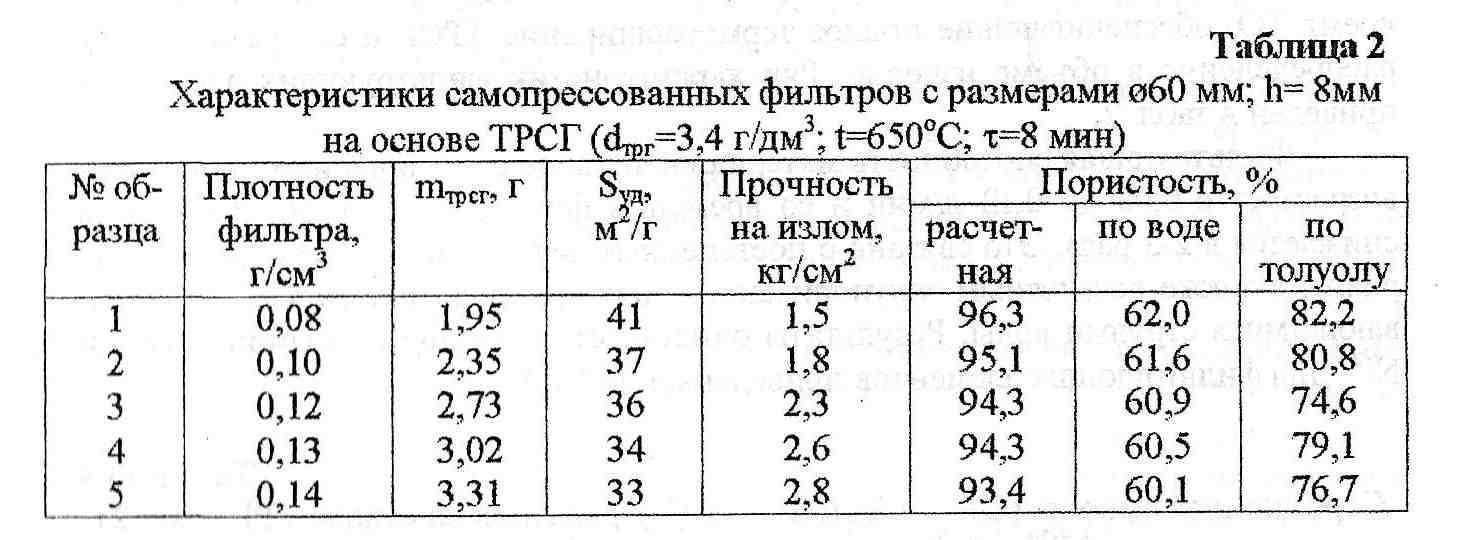 Таблица 2
Характеристики самопрессованных фильтров с размерами ø60 мм; h= 8мм
на основе ТРСГ (dтрг=3,4 г/дм³; t=650°С; τ=8 мин)
№ об- Плотность mтрсг, г Sуд, Прочность Пористость, %
разца фильтра, м²/г на излом, расчет- по воде по
г/см³ кг/см² ная толуолу
1 0,08 1,95 41 1,5 96,3 62,0 82,2
2 0,10 2,35 37 1,8 95,1 61,6 80,8
3 0,12 2,73 36 2,3 94,3 60,9 74,6
4 0,13 3,02 34 2,6 94,3 60,5 79,1
5 0,14 3,31 33 2,8 93,4 60,1 76,7